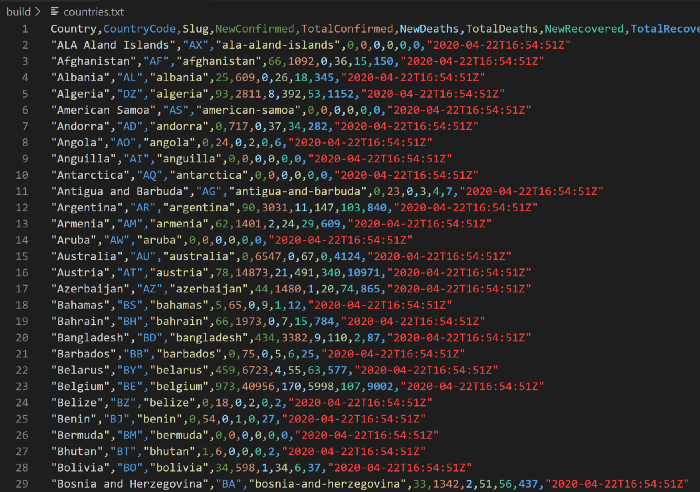 build > countries.txt
1 Country,CountryCode,Slug,NewConfirmed,TotalConfirmed,NewDeaths,TotalDeaths,NewRecovered,TotalRecove
2 "ALA Aland Islands","AX","ala-aland-islands",0,0,0,0,0,0,"2020-04-22T16:54:51Z"
3 "Afghanistan","AF","afghanistan",66,1092,0,36,15,150,"2020-04-22T16:54:51Z"
4 "Albania","AL","albania",25,609,0,26,18,345,"2020-04-22T16:54:51Z"
5 "Algeria","DZ","algeria",93,2811,8,392,53,1152,"2020-04-22T16:54:51Z"
6 "American Samoa","AS","american-samoa",0,0,0,0,0,0,"2020-04-22T16:54:51Z"
7 "Andorra","AD","andorra",0,717,0,37,34,282,"2020-04-22T16:54:51Z"
8 "Angola","AO","angola",0,24,0,2,0,6,"2020-04-22T16:54:51Z"
9 "Anguilla","AI","anguilla",0,0,0,0,0,0,"2020-04-22T16:54:51Z"
10 "Antarctica","AQ","antarctica",0,0,0,0,0,0,"2020-04-22T16:54:51Z"
11 "Antigua and Barbuda","AG","antigua-and-barbuda",0,23,0,3,4,7,"2020-04-22T16:54:51Z"
12 "Argentina","AR","argentina",90,3031,11,147,103,840,"2020-04-22T16:54:51Z"
13 "Armenia","AM","armenia",62,1401,2,24,29,609,"2020-04-22T16:54:51Z"
14 "Aruba","AW","aruba",0,0,0,0,0,0,"2020-04-22T16:54:51Z"
15 "Australia","AU","australia",0,6547,0,67,0,4124,"2020-04-22T16:54:51Z"
16 "Austria","AT","austria",78,14873,21,491,340,10971,"2020-04-22T16:54:51Z"
17 "Azerbaijan","AZ","azerbaijan",44,1480,1,20,74,865,"2020-04-22T16:54:51Z"
18 "Bahamas","BS","bahamas",5,65,0,9,1,12,"2020-04-22T16:54:51Z"
19 "Bahrain","BH","bahrain",66,1973,0,7,15,784,"2020-04-22T16:54:51Z"
20 "Bangladesh","BD","bangladesh",434,3382,9,110,2,87,"2020-04-22T16:54:51Z"
21 "Barbados","BB","barbados",0,75,0,5,6,25,"2020-04-22T16:54:51Z"
22 "Belarus","BY","belarus",459,6723,4,55,63,577,"2020-04-22T16:54:51Z"
23 "Belgium","BE","belgium",973,40956,170,5998,107,9002,"2020-04-22T16:54:51Z"
24 "Belize","BZ","belize",0,18,0,2,0,2,"2020-04-22T16:54:51Z"
25 "Benin","BJ","benin",0,54,0,1,0,27,"2020-04-22T16:54:51Z"
26 "Bermuda","BM","bermuda",0,0,0,0,0,0,"2020-04-22T16:54:51Z"
27 "Bhutan","BT","bhutan",1,6,0,0,0,2,"2020-04-22T16:54:51Z"
28 "Bolivia","BO","bolivia",34,598,1,34,6,37,"2020-04-22T16:54:51Z"
29 "Bosnia and Herzegovina","BA","bosnia-and-herzegovina",33,1342,2,51,56,437,"2020-04-22T16:54:51Z"